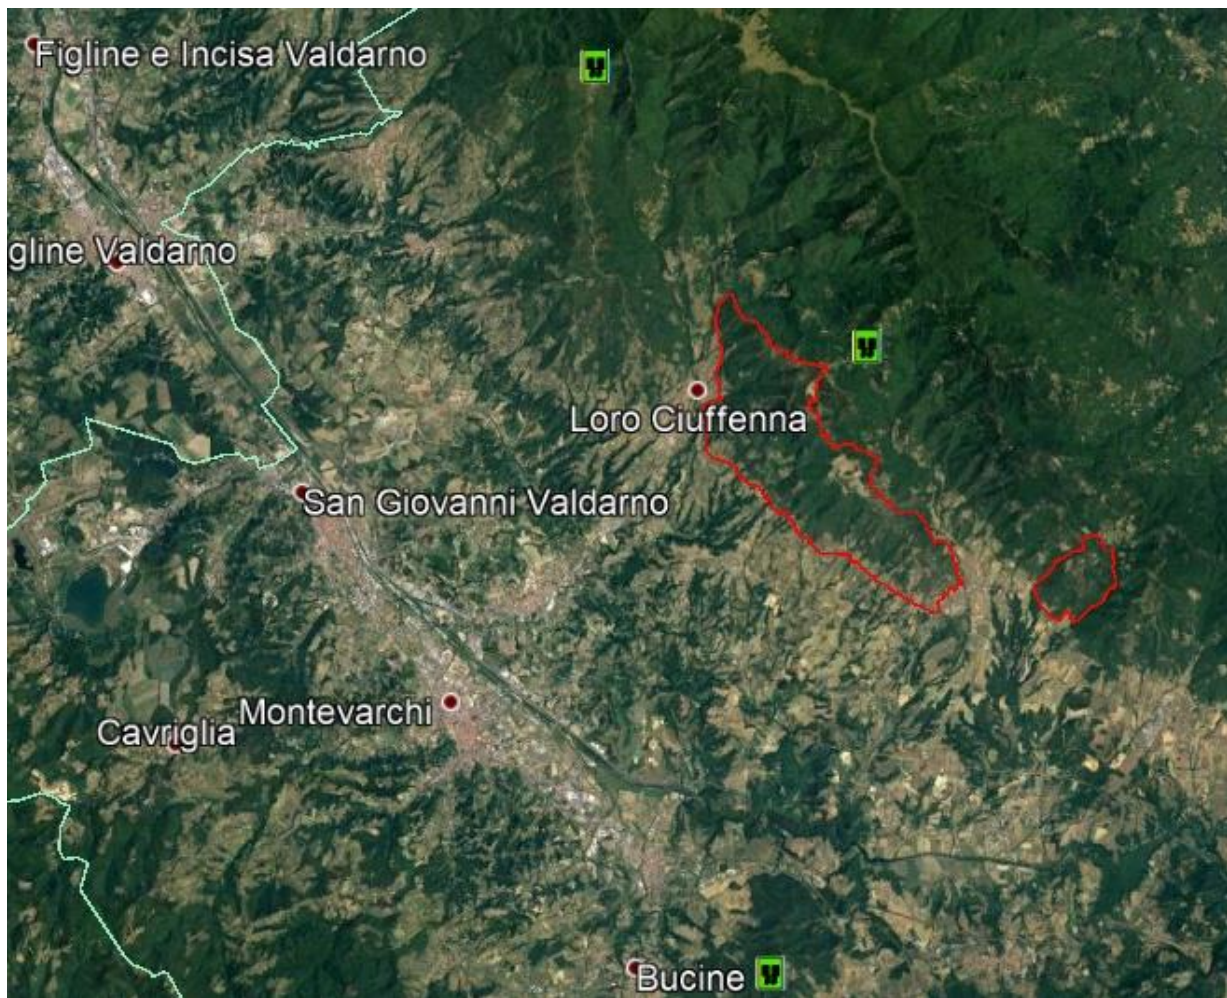 Figline e Incisa Valdarno
gline Valdarno
Loro Ciuffenna
San Giovanni Valdarno
Montevarchi
Cavriglia
Bucine